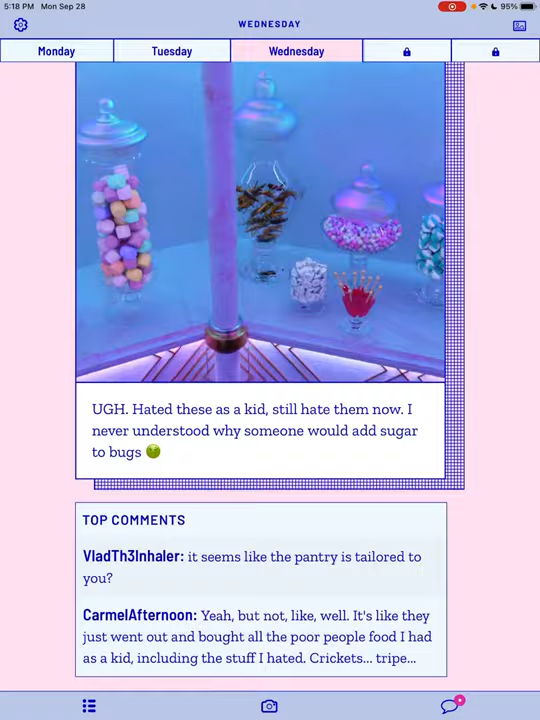 5:18 PM Mon Sep 28
95%
WEDNESDAY
Monday Tuesday Wednesday
UGH. Hated these as a kid, still hate them now. I
never understood why someone would add sugar
to bugs 🤢
TOP COMMENTS
VladTh3Inhaler: it seems like the pantry is tailored to
you?
CarmelAfternoon: Yeah, but not, like, well. It's like they
just went out and bought all the poor people food I had
as a kid, including the stuff I hated. Crickets... tripe...